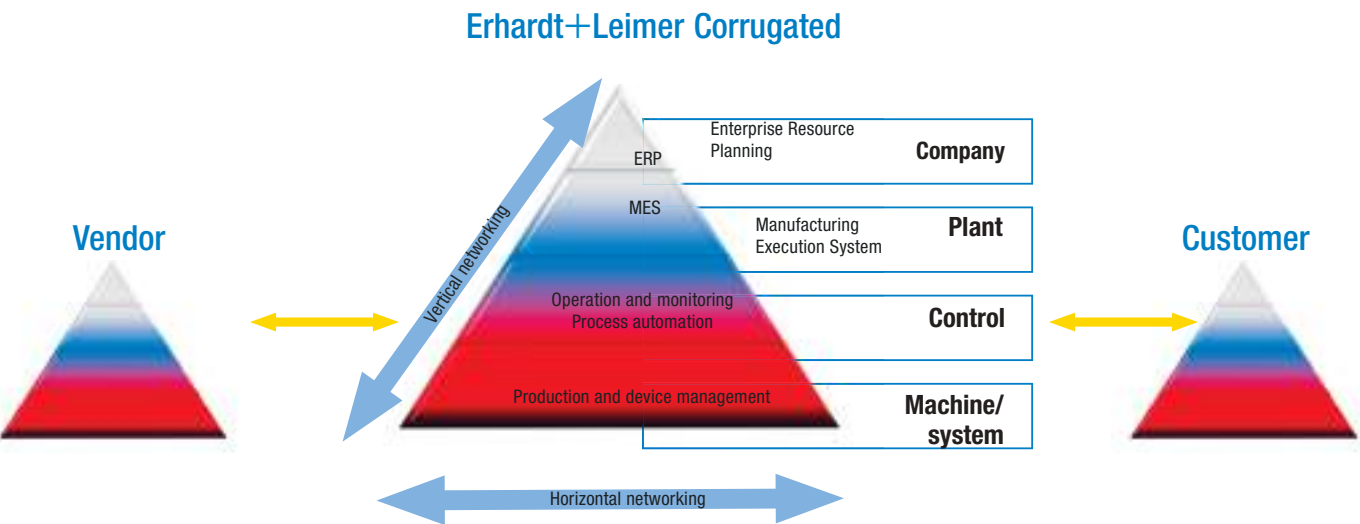 Erhardt+Leimer Corrugated
Enterprise Resource
Planning
Company
ERP
MES
Manufacturing
Execution System
Plant
Vendor
Customer
Vertical networking
Operation and monitoring
Process automation
Control
Production and device management
Machine/
system
Horizontal networking